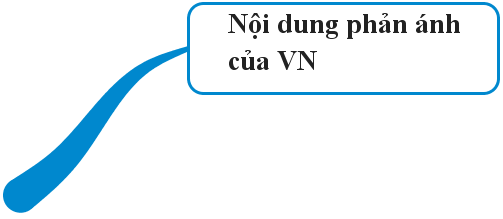 Nội dung phản ánh
của VN